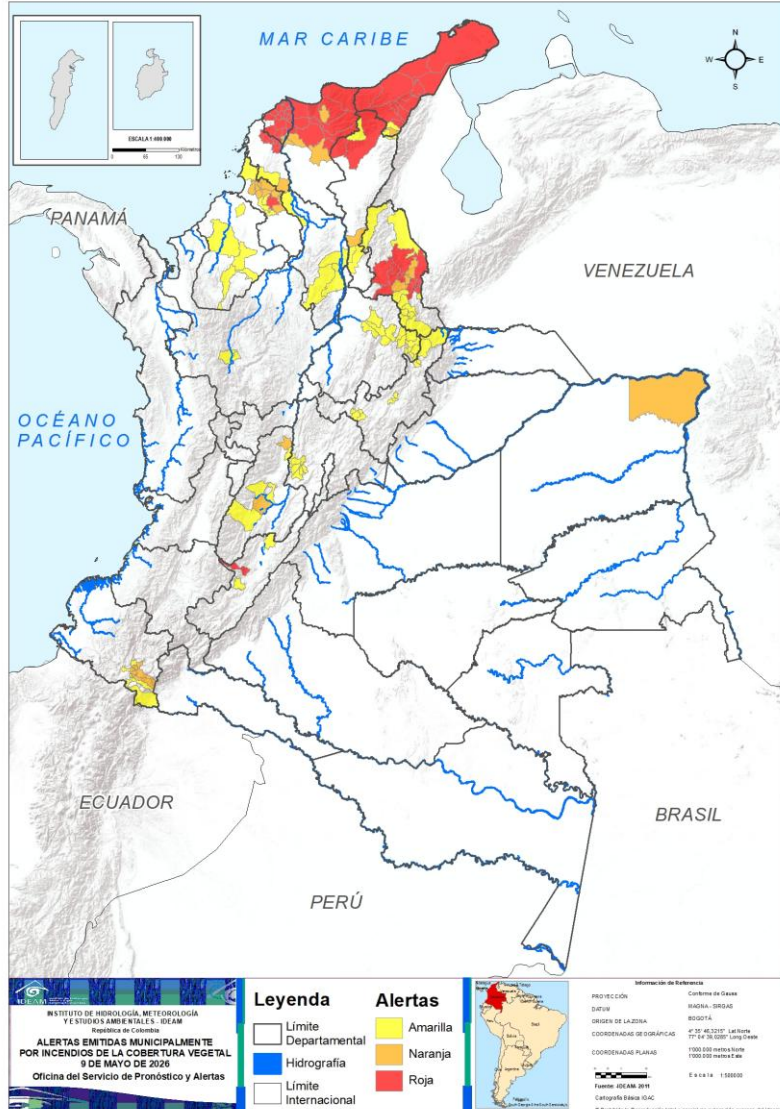 MAR CARIBE
N
W
E
S
ESCALA 1:400.000
PANAMÁ
VENEZUELA
OCÉANO
PACÍFICO
ECUADOR
BRASIL
PERÚ
IDEAM
INSTITUTO DE HIDROLOGÍA, METEOROLOGÍA
Y ESTUDIOS AMBIENTALES - IDEAM
República de Colombia
ALERTAS EMITIDAS MUNICIPALMENTE
POR INCENDIOS DE LA COBERTURA VEGETAL
9 DE MAYO DE 2026
Oficina del Servicio de Pronóstico y Alertas
Leyenda
Límite
Departamental
Hidrografía
Límite
Internacional
Alertas
Amarilla
Naranja
Roja
Información de Referencia
PROYECCIÓN Conforme de Gauss
DATUM MAGNA - SIRGAS
ORIGEN DE LA ZONA BOGOTÁ
COORDENADAS GEOGRÁFICAS
COORDENADAS PLANAS
Escala
Fuente: IDEAM. 2011
Cartografía Básica IGAC